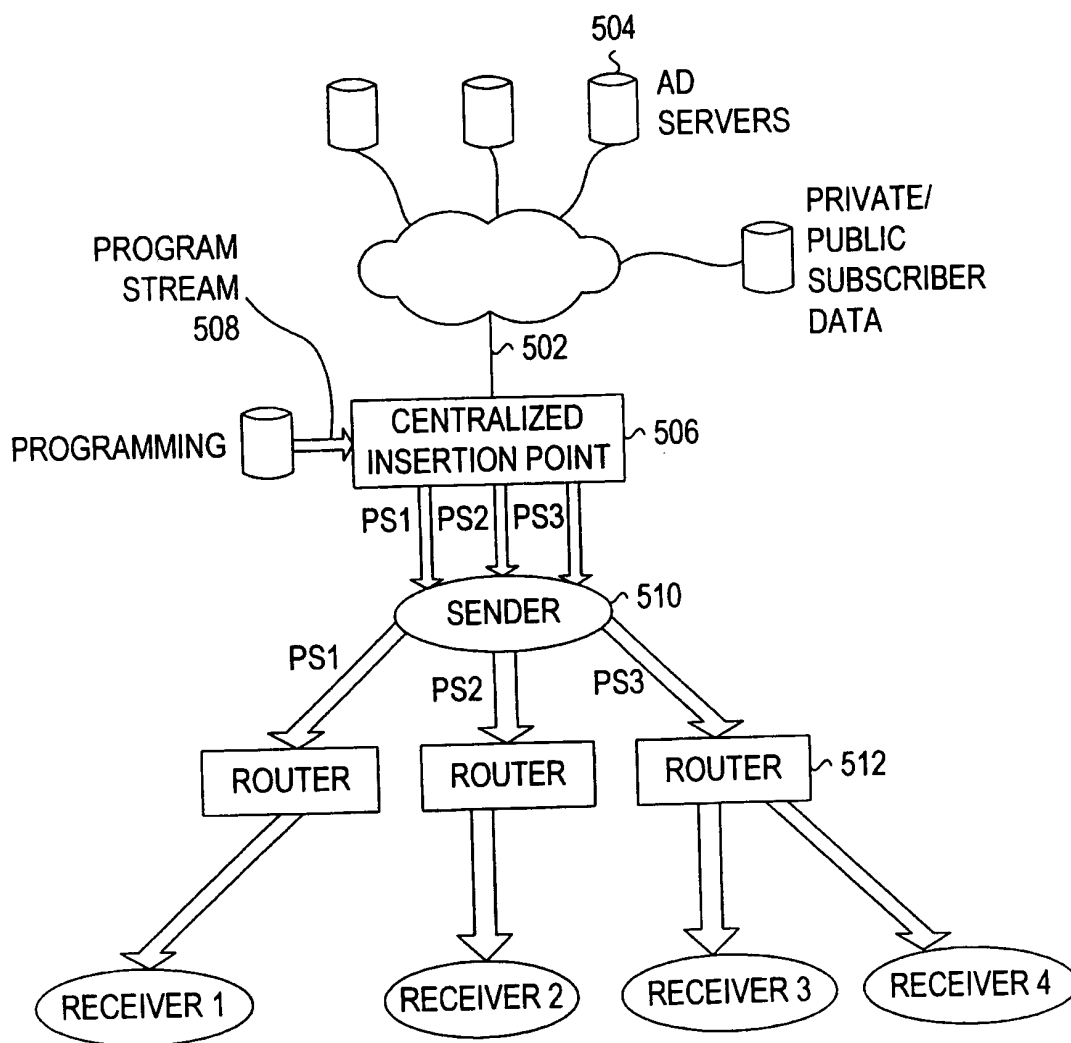 504
AD
SERVERS
PRIVATE/
PUBLIC
SUBSCRIBER
DATA
PROGRAM
STREAM
508
502
PROGRAMMING
CENTRALIZED
INSERTION POINT
506
PS1
PS2
PS3
SENDER
510
PS1
PS2
PS3
ROUTER
ROUTER
ROUTER
512
RECEIVER 1
RECEIVER 2
RECEIVER 3
RECEIVER 4